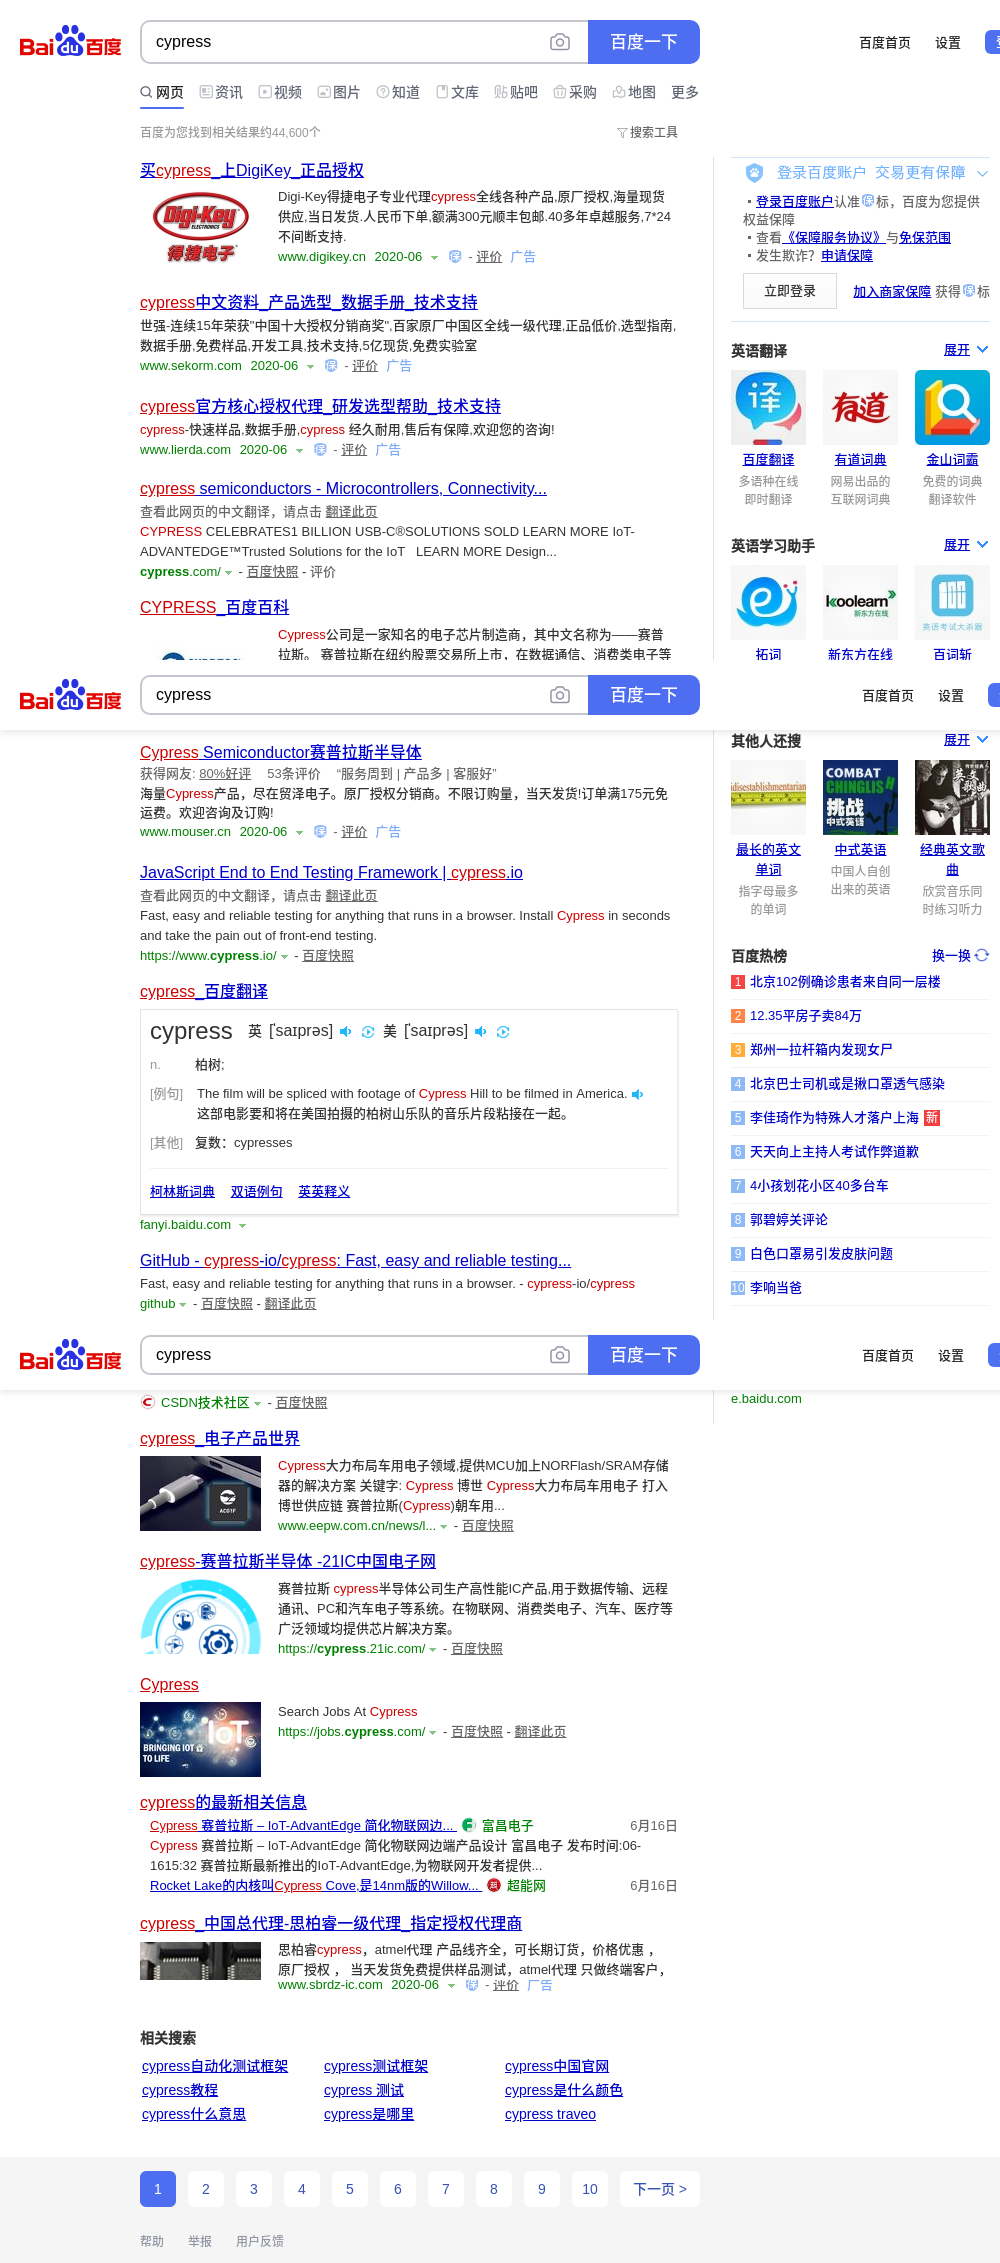 Bai du 百度
cypress
百度一下
百度首页 设置
网页 资讯 视频 图片 知道 文库 贴吧 采购 地图 更多
百度为您找到相关结果约44,600个
搜索工具
买cypress_上DigiKey_正品授权
Digi-Key
ELECTRONICS
得捷电子
Digi-Key得捷电子专业代理cypress全线各种产品,原厂授权,海量现货
供应,当日发货.人民币下单,额满300元顺丰包邮.40多年卓越服务,7*24
不间断支持.
www.digikey.cn 2020-06 保 - 评价 广告
cypress中文资料_产品选型_数据手册_技术支持
世强-连续15年荣获"中国十大授权分销商奖",百家原厂中国区全线一级代理,正品低价,选型指南,
数据手册,免费样品,开发工具,技术支持,5亿现货,免费实验室
www.sekorm.com 2020-06 保 - 评价 广告
cypress官方核心授权代理_研发选型帮助_技术支持
cypress-快速样品,数据手册,cypress 经久耐用,售后有保障,欢迎您的咨询!
www.lierda.com 2020-06 保 - 评价 广告
cypress semiconductors - Microcontrollers, Connectivity...
查看此网页的中文翻译，请点击 翻译此页
CYPRESS CELEBRATES1 BILLION USB-C®SOLUTIONS SOLD LEARN MORE IoT-
ADVANTEDGE™Trusted Solutions for the IoT LEARN MORE Design...
cypress.com/ - 百度快照 - 评价
CYPRESS_百度百科
Cypress公司是一家知名的电子芯片制造商，其中文名称为——赛普
拉斯。 赛普拉斯在纽约股票交易所上市，在数据通信、消费类电子等
登录百度账户 交易更有保障
登录百度账户认准保标，百度为您提供
权益保障
查看《保障服务协议》与免保范围
发生欺诈？申请保障
立即登录
加入商家保障 获得保标
英语翻译 展开
译
有道
百度翻译 有道词典 金山词霸
多语种在线 网易出品的 免费的词典
即时翻译 互联网词典 翻译软件
英语学习助手 展开
koolearn
新东方在线
100
英语考试大杀器
拓词 新东方在线 百词斩
Bai du 百度
cypress
百度一下
百度首页 设置
Cypress Semiconductor赛普拉斯半导体
获得网友: 80%好评 53条评价 “服务周到 | 产品多 | 客服好”
海量Cypress产品，尽在贸泽电子。原厂授权分销商。不限订购量，当天发货!订单满175元免
运费。欢迎咨询及订购!
www.mouser.cn 2020-06 保 - 评价 广告
JavaScript End to End Testing Framework | cypress.io
查看此网页的中文翻译，请点击 翻译此页
Fast, easy and reliable testing for anything that runs in a browser. Install Cypress in seconds
and take the pain out of front-end testing.
https://www.cypress.io/ - 百度快照
cypress_百度翻译
cypress 英 ['saɪprəs] 美 ['saɪprəs]
n. 柏树;
[例句] The film will be spliced with footage of Cypress Hill to be filmed in America.
这部电影要和将在美国拍摄的柏树山乐队的音乐片段粘接在一起。
[其他] 复数：cypresses
柯林斯词典 双语例句 英英释义
fanyi.baidu.com
GitHub - cypress-io/cypress: Fast, easy and reliable testing...
Fast, easy and reliable testing for anything that runs in a browser. - cypress-io/cypress
github - 百度快照 - 翻译此页
其他人还搜 展开
idisestablishmentarian
COMBAT
CHINGLISH
挑战
中式英语
英文
歌曲
最长的英文 中式英语 经典英文歌
单词 曲
指字母最多 中国人自创 欣赏音乐同
的单词 出来的英语 时练习听力
百度热榜 换一换
1 北京102例确诊患者来自同一层楼
2 12.35平房子卖84万
3 郑州一拉杆箱内发现女尸
4 北京巴士司机或是揪口罩透气感染
5 李佳琦作为特殊人才落户上海 新
6 天天向上主持人考试作弊道歉
7 4小孩划花小区40多台车
8 郭碧婷关评论
9 白色口罩易引发皮肤问题
10 李响当爸
Bai du 百度
cypress
百度一下
百度首页 设置
CSDN技术社区 - 百度快照
e.baidu.com
cypress_电子产品世界
ACG1F
Cypress大力布局车用电子领域,提供MCU加上NORFlash/SRAM存储
器的解决方案 关键字: Cypress 博世 Cypress大力布局车用电子 打入
博世供应链 赛普拉斯(Cypress)朝车用...
www.eepw.com.cn/news/l... - 百度快照
cypress-赛普拉斯半导体 -21IC中国电子网
赛普拉斯 cypress半导体公司生产高性能IC产品,用于数据传输、远程
通讯、PC和汽车电子等系统。在物联网、消费类电子、汽车、医疗等
广泛领域均提供芯片解决方案。
https://cypress.21ic.com/ - 百度快照
Cypress
IoT
BRINGING IOT
TO LIFE
Search Jobs At Cypress
https://jobs.cypress.com/ - 百度快照 - 翻译此页
cypress的最新相关信息
Cypress 赛普拉斯 – IoT-AdvantEdge 简化物联网边... 富昌电子 6月16日
Cypress 赛普拉斯 – IoT-AdvantEdge 简化物联网边端产品设计 富昌电子 发布时间:06-
1615:32 赛普拉斯最新推出的IoT-AdvantEdge,为物联网开发者提供...
Rocket Lake的内核叫Cypress Cove,是14nm版的Willow... 超能网 6月16日
cypress_中国总代理-思柏睿一级代理_指定授权代理商
思柏睿cypress，atmel代理 产品线齐全，可长期订货，价格优惠 ，
原厂授权 ， 当天发货免费提供样品测试，atmel代理 只做终端客户，
www.sbrdz-ic.com 2020-06 保 - 评价 广告
相关搜索
cypress自动化测试框架 cypress测试框架 cypress中国官网
cypress教程 cypress 测试 cypress是什么颜色
cypress什么意思 cypress是哪里 cypress traveo
1 2 3 4 5 6 7 8 9 10 下一页 >
帮助 举报 用户反馈